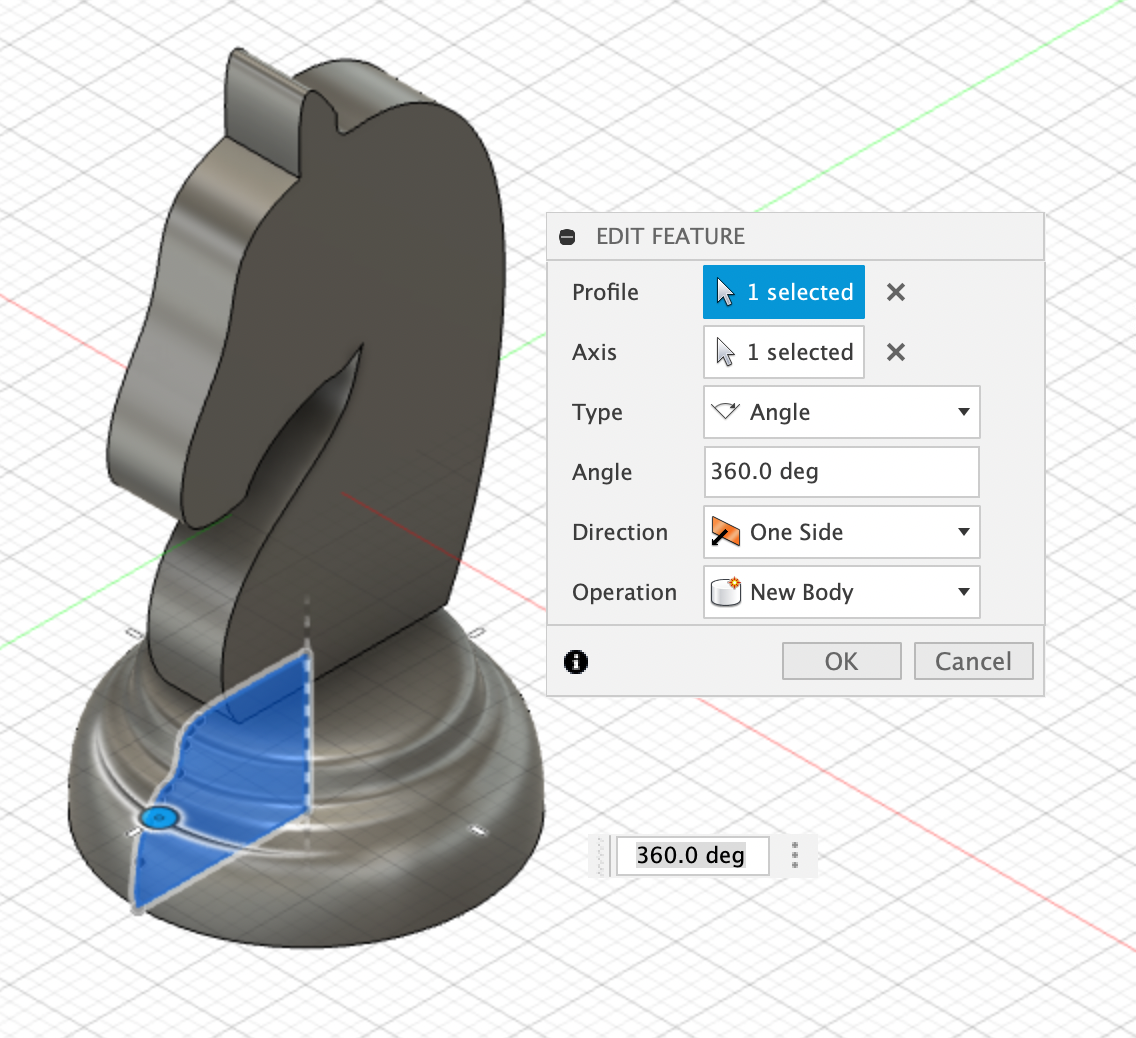 EDIT FEATURE
Profile 1 selected
Axis 1 selected
Type Angle
Angle 360.0 deg
Direction One Side
Operation New Body
OK Cancel
360.0 deg